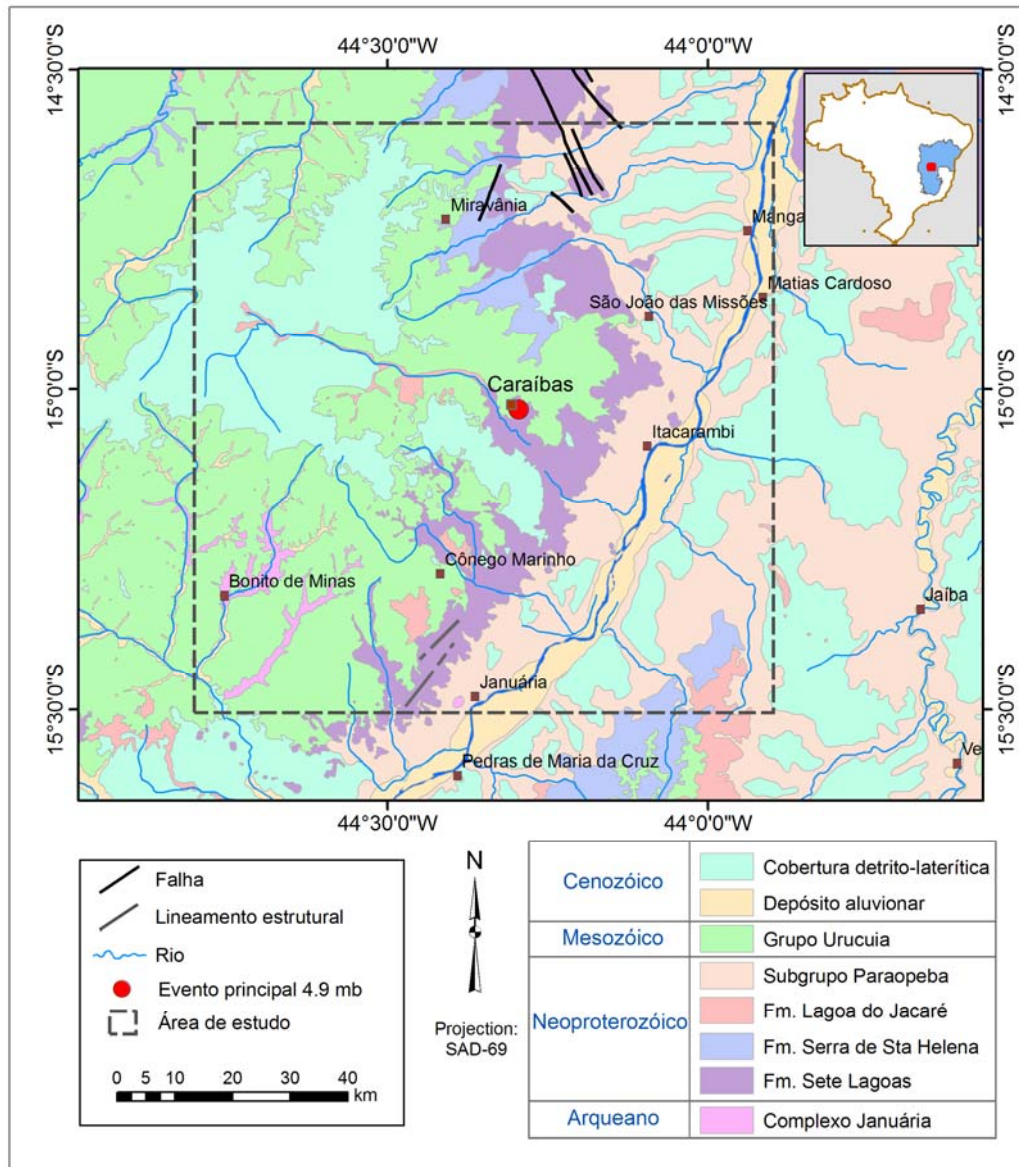 44°30'0"W
44°0'0"W
14°30'0"S
14°30'0"S
Miravânia
Manga
Matias Cardoso
São João das Missões
15°0'0"S
15°0'0"S
Caraíbas
Itacarambi
Cônego Marinho
Bonito de Minas
Jaíba
Januária
15°30'0"S
15°30'0"S
Pedras de Maria da Cruz
Ve
44°30'0"W
44°0'0"W
Falha
Lineamento estrutural
Rio
Evento principal 4.9 mb
Área de estudo
0 5 10 20 30 40
km
N
Projection:
SAD-69
Cenozóico
Cobertura detrito-laterítica
Depósito aluvionar
Mesozóico
Grupo Urucuia
Neoproterozóico
Subgrupo Paraopeba
Fm. Lagoa do Jacaré
Fm. Serra de Sta Helena
Fm. Sete Lagoas
Arqueano
Complexo Januária